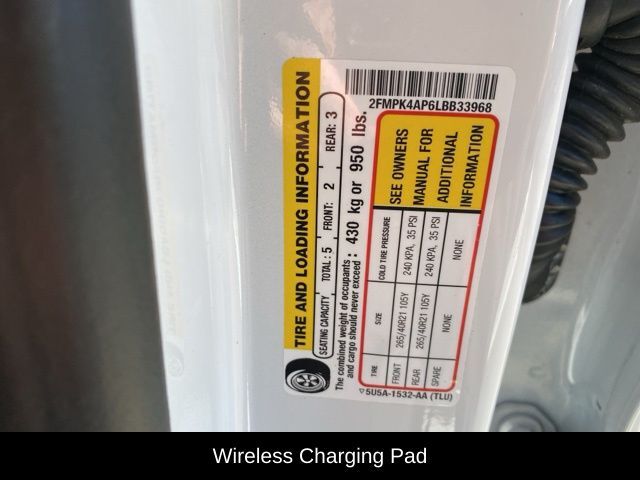 2FMPK4AP6LBB33968
TIRE AND LOADING INFORMATION
SEATING CAPACITY TOTAL : 5 FRONT: 2 REAR: 3
The combined weight of occupants
and cargo should never exceed : 430 kg or 950 lbs.
TIRE SIZE COLD TIRE PRESSURE
FRONT 265/40R21 105Y 240 KPA, 35 PSI
REAR 265/40R21 105Y 240 KPA, 35 PSI
SPARE NONE NONE
SEE OWNERS
MANUAL FOR
ADDITIONAL
INFORMATION
5U5A-1532-AA (TLU)
Wireless Charging Pad